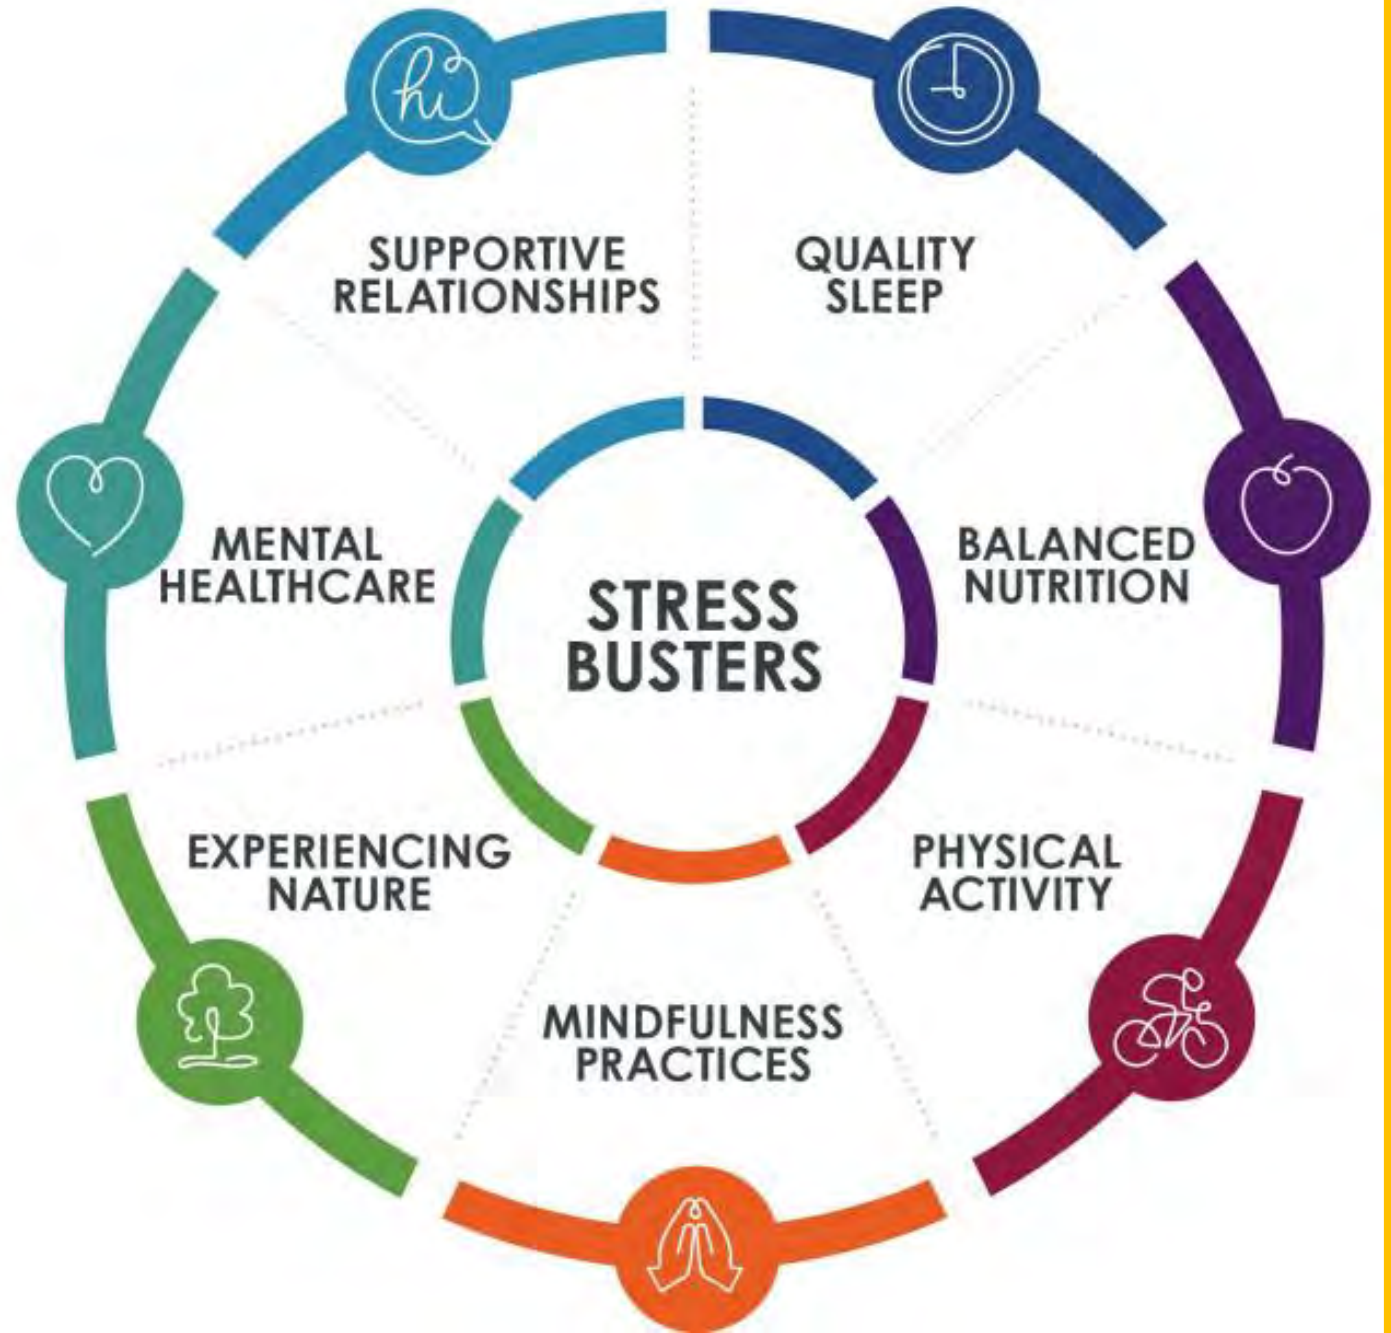 hi
SUPPORTIVE
RELATIONSHIPS
QUALITY
SLEEP
MENTAL
HEALTHCARE
STRESS
BUSTERS
BALANCED
NUTRITION
EXPERIENCING
NATURE
PHYSICAL
ACTIVITY
MINDFULNESS
PRACTICES